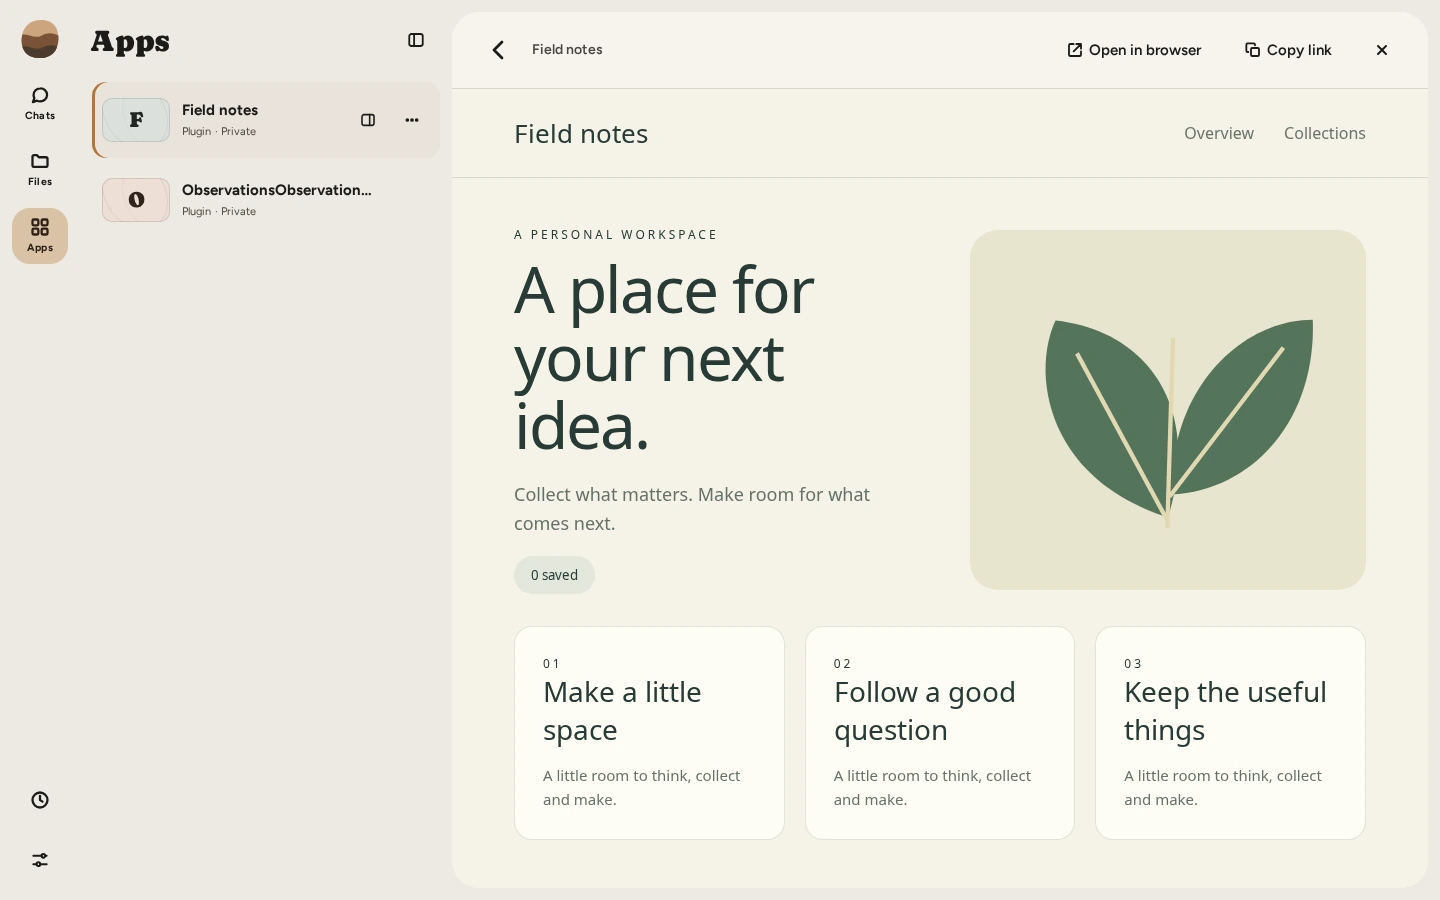 Apps
Chats
Files
Apps
F
Field notes
Plugin · Private
O
ObservationsObservation...
Plugin · Private
Field notes
Open in browser
Copy link
Field notes
Overview
Collections
A PERSONAL WORKSPACE
A place for
your next
idea.
Collect what matters. Make room for what
comes next.
0 saved
01
Make a little
space
A little room to think, collect
and make.
02
Follow a good
question
A little room to think, collect
and make.
03
Keep the useful
things
A little room to think, collect
and make.